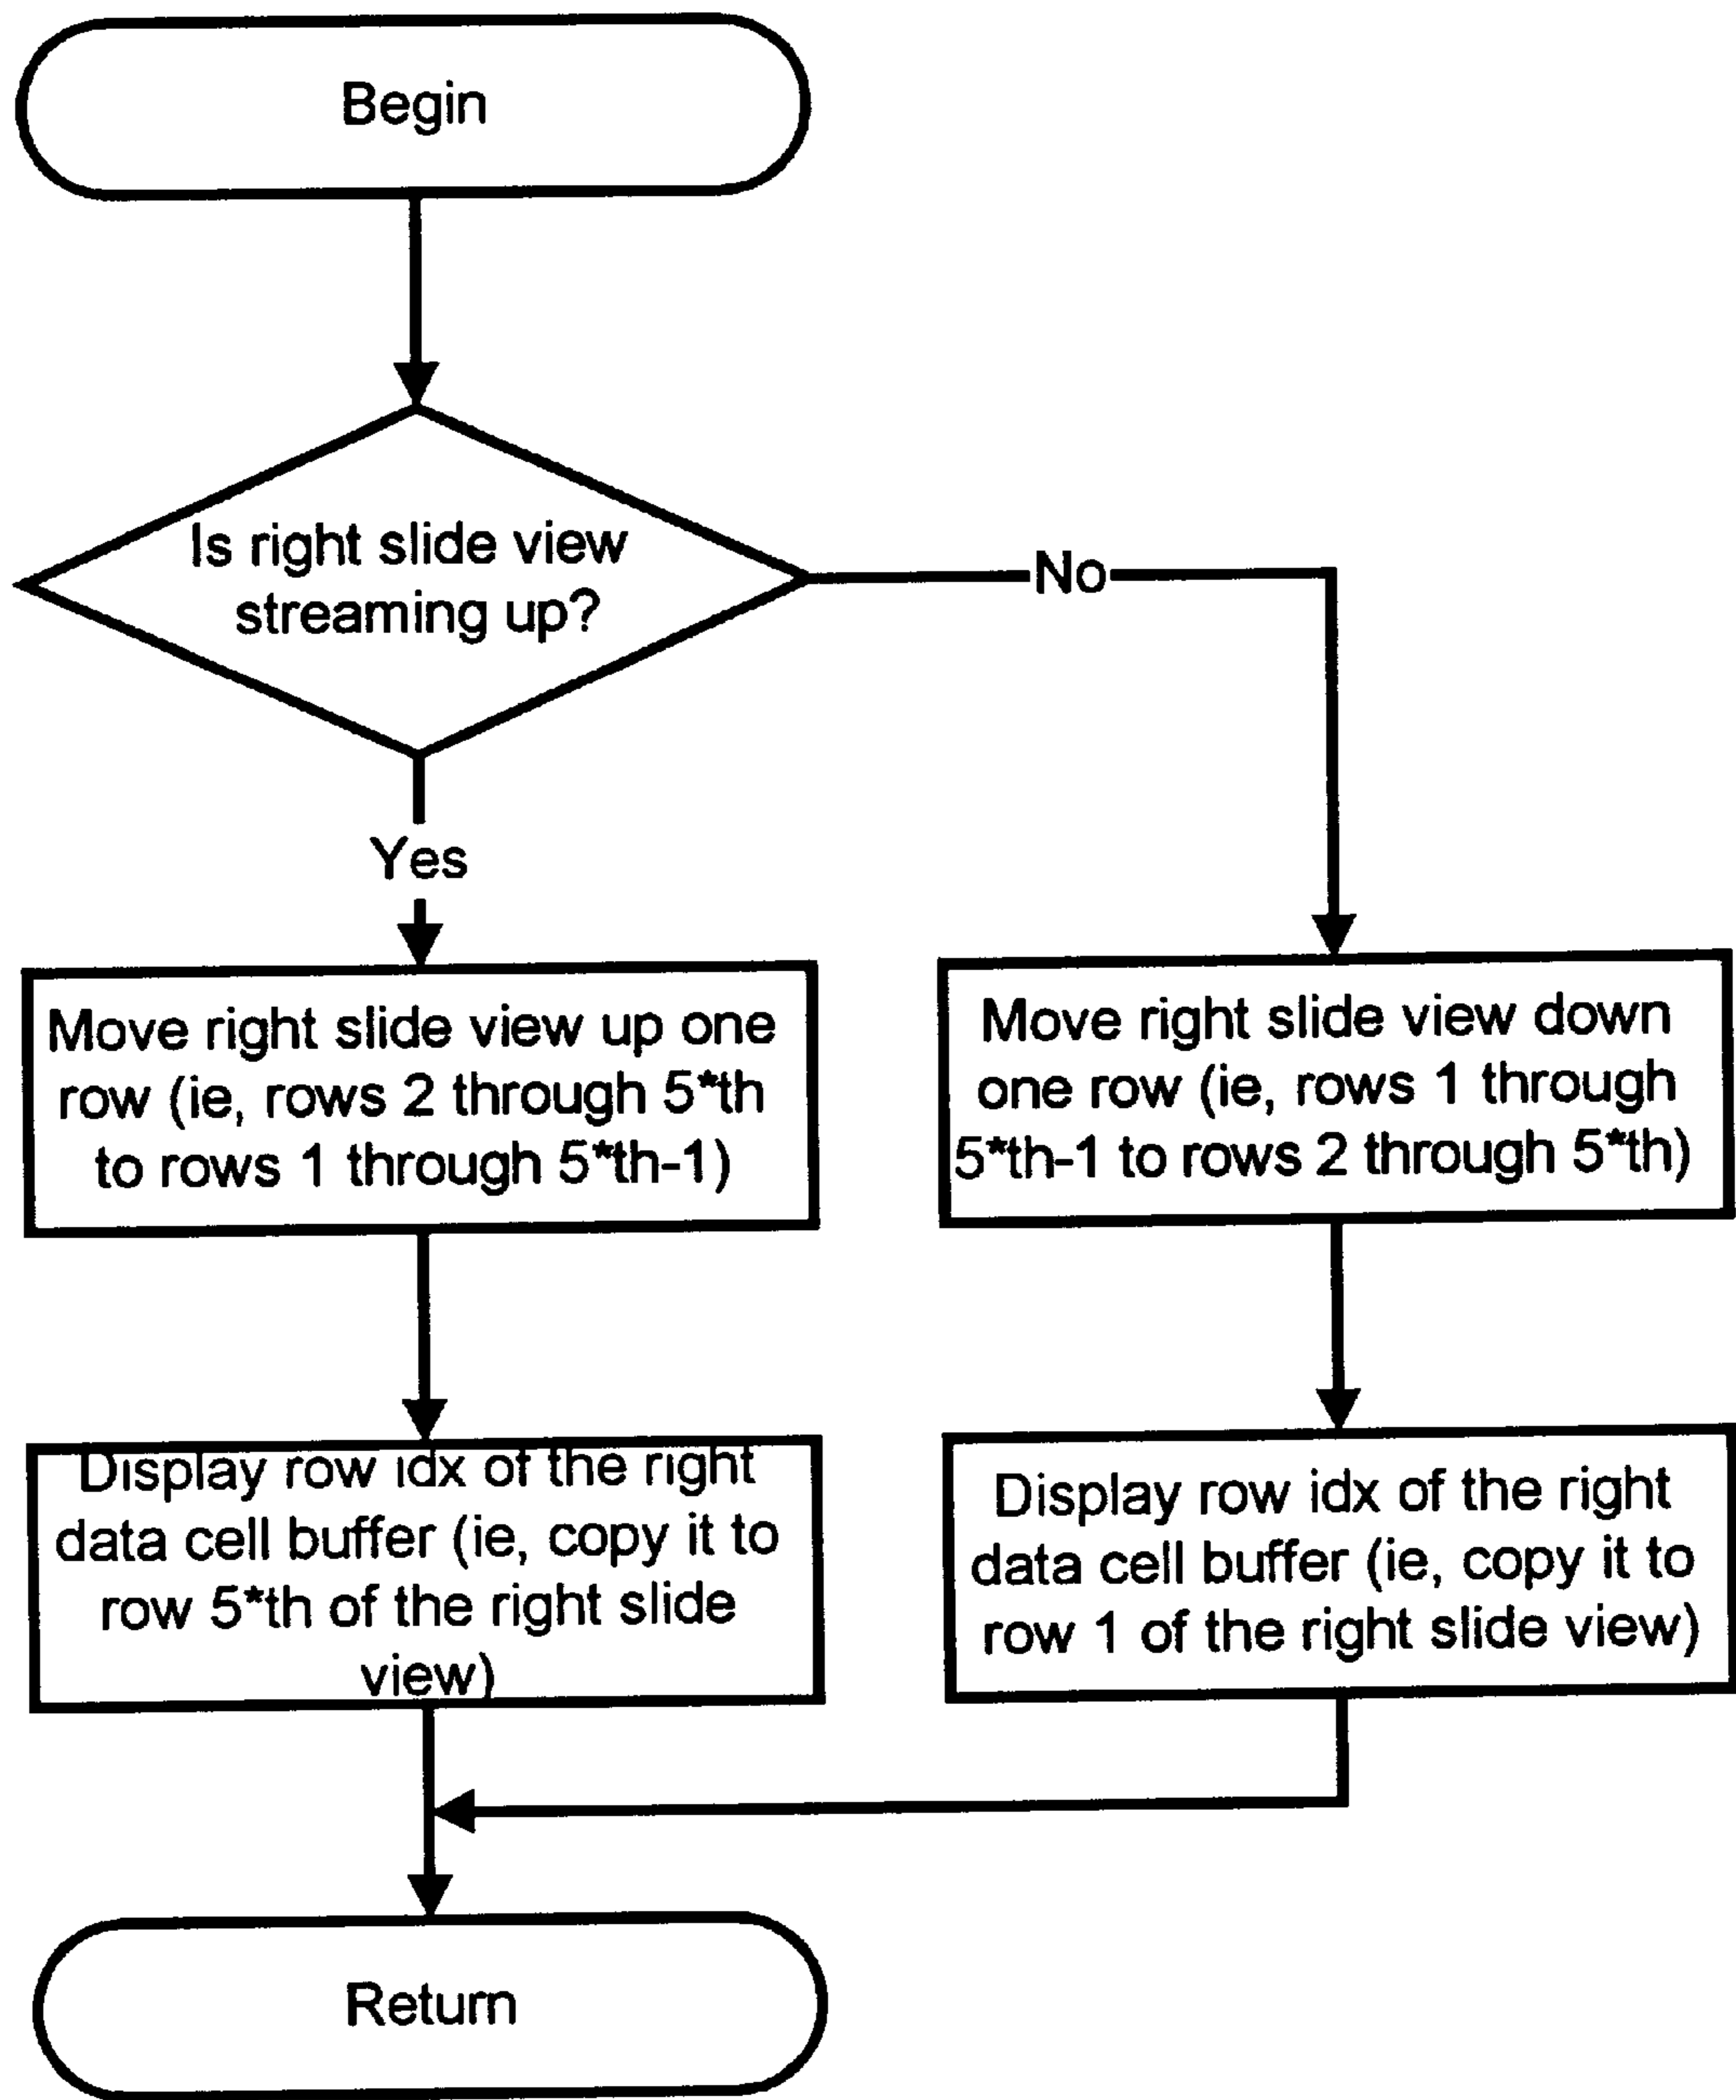 Begin
Is right slide view
streaming up?
No
Yes
Move right slide view up one
row (ie, rows 2 through 5*th
to rows 1 through 5*th-1)
Move right slide view down
one row (ie, rows 1 through
5*th-1 to rows 2 through 5*th)
Display row idx of the right
data cell buffer (ie, copy it to
row 5*th of the right slide
view)
Display row idx of the right
data cell buffer (ie, copy it to
row 1 of the right slide view)
Return